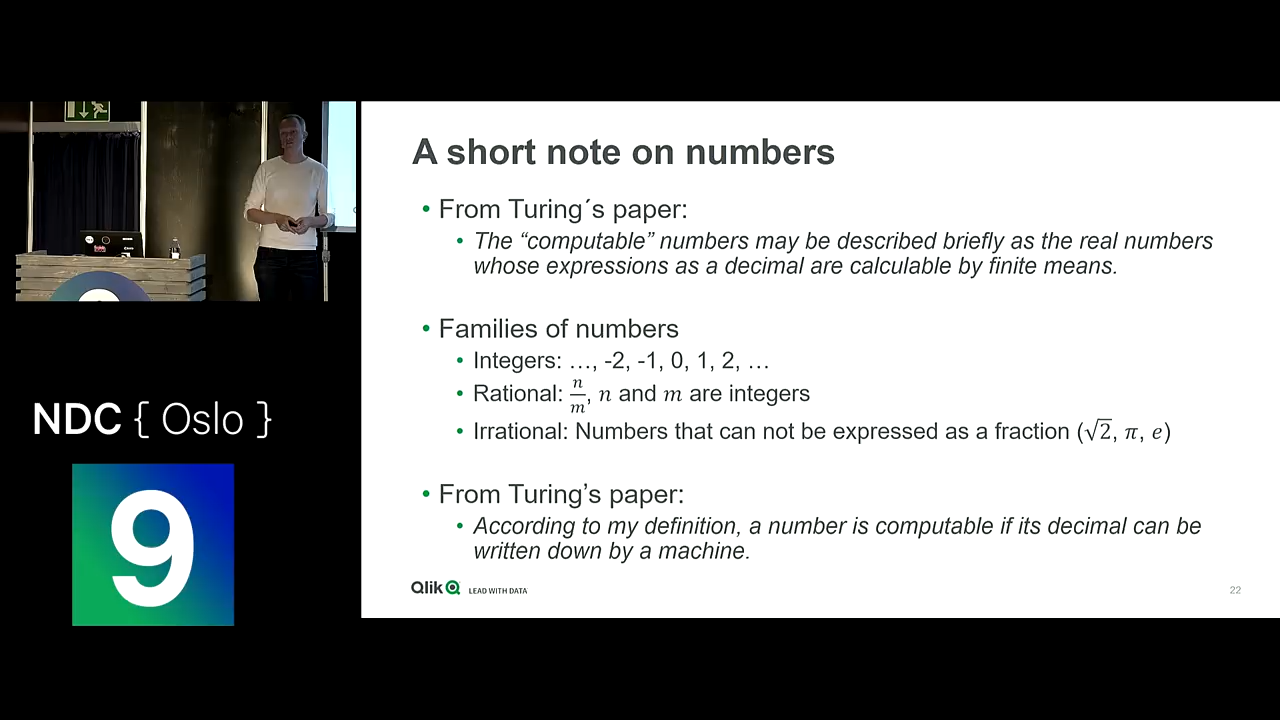 A short note on numbers
• From Turing´s paper:
• The “computable” numbers may be described briefly as the real numbers
whose expressions as a decimal are calculable by finite means.
• Families of numbers
• Integers: …, -2, -1, 0, 1, 2, …
• Rational: n/m, n and m are integers
• Irrational: Numbers that can not be expressed as a fraction (√2, π, e)
• From Turing’s paper:
• According to my definition, a number is computable if its decimal can be
written down by a machine.
Qlik LEAD WITH DATA
22
NDC { Oslo }
9